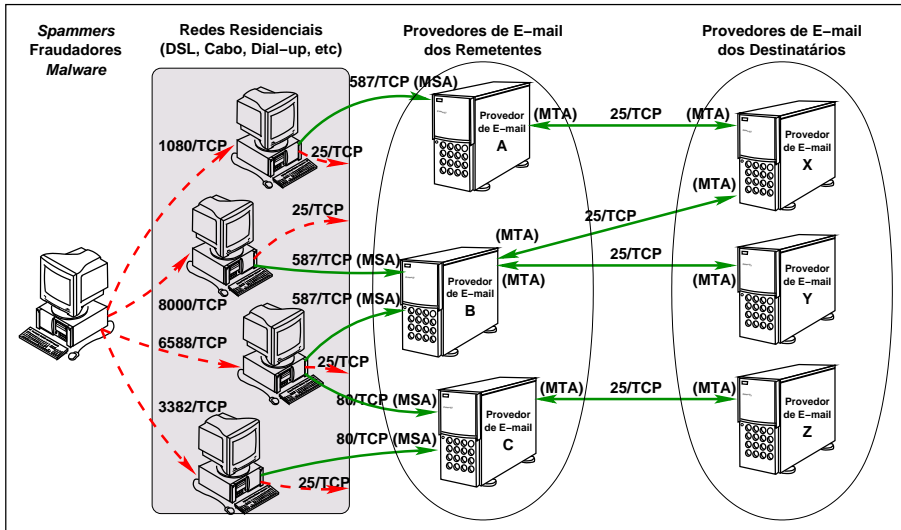 Spammers
Fraudadores
Malware
Redes Residenciais
(DSL, Cabo, Dial−up, etc)
Provedores de E−mail
dos Remetentes
Provedores de E−mail
dos Destinatários
587/TCP (MSA)
1080/TCP
25/TCP
Provedor
de E−mail
A
(MTA)
25/TCP
(MTA)
Provedor
de E−mail
X
25/TCP
587/TCP (MSA)
8000/TCP
Provedor
de E−mail
B
(MTA)
25/TCP
(MTA)
(MTA)
25/TCP
(MTA)
Provedor
de E−mail
Y
587/TCP (MSA)
6588/TCP
25/TCP
80/TCP (MSA)
3382/TCP
80/TCP (MSA)
25/TCP
Provedor
de E−mail
C
(MTA)
25/TCP
(MTA)
Provedor
de E−mail
Z